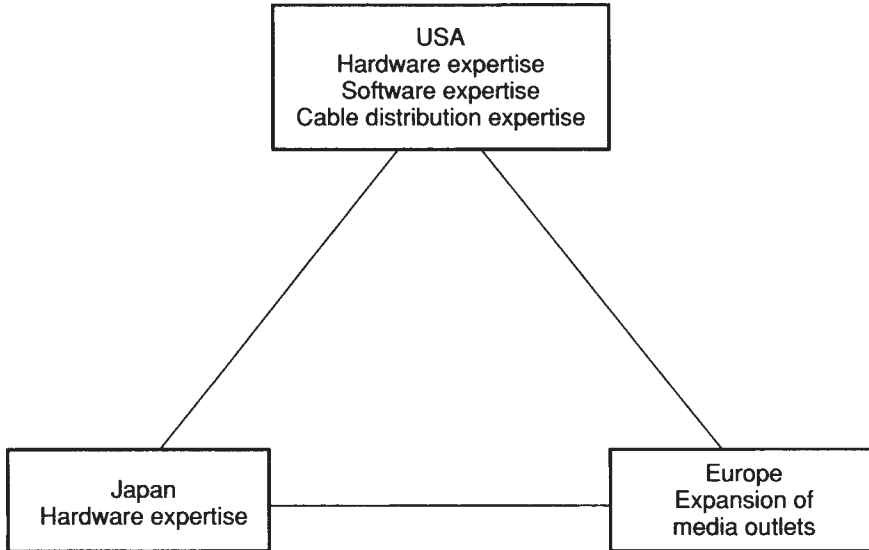 USA
Hardware expertise
Software expertise
Cable distribution expertise
Japan
Hardware expertise
Europe
Expansion of
media outlets